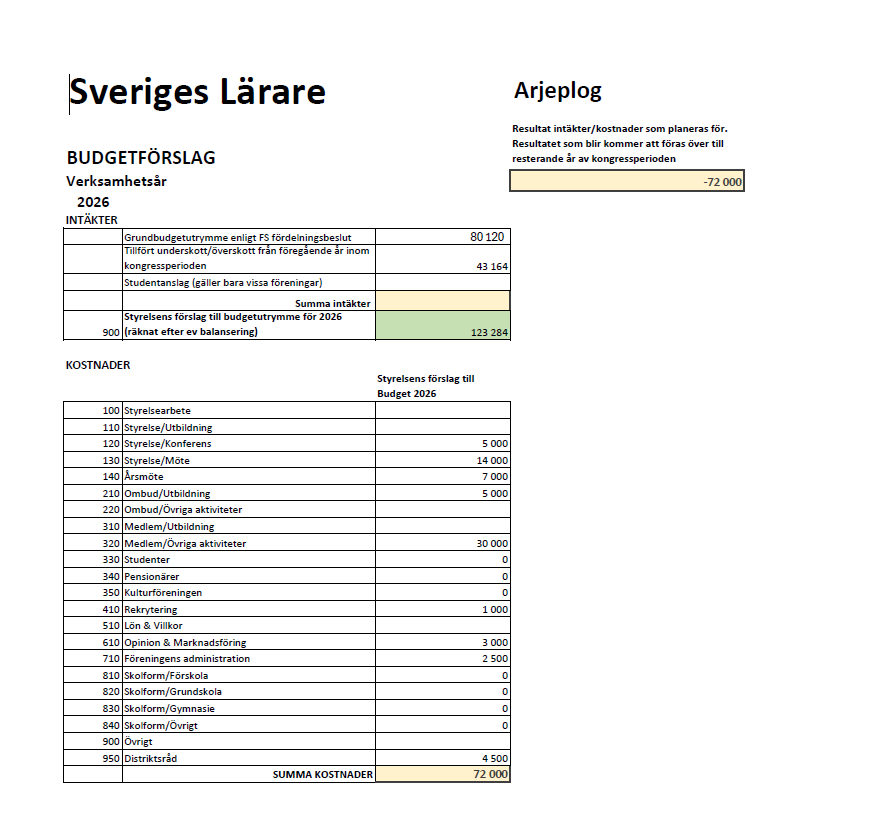 Sveriges Lärare
Arjeplog
Resultat intäkter/kostnader som planeras för.
Resultatet som blir kommer att föras över till
resterande år av kongressperioden
-72 000
BUDGETFÖRSLAG
Verksamhetsår
2026
INTÄKTER
Grundbudgetutrymme enligt FS fördelningsbeslut 80 120
Tillfört underskott/överskott från föregående år inom
kongressperioden 43 164
Studentanslag (gäller bara vissa föreningar)
Summa intäkter
Styrelsens förslag till budgetutrymme för 2026
900 (räknat efter ev balansering) 123 284
KOSTNADER
Styrelsens förslag till
Budget 2026
100 Styrelsearbete
110 Styrelse/Utbildning
120 Styrelse/Konferens 5 000
130 Styrelse/Möte 14 000
140 Årsmöte 7 000
210 Ombud/Utbildning 5 000
220 Ombud/Övriga aktiviteter
310 Medlem/Utbildning
320 Medlem/Övriga aktiviteter 30 000
330 Studenter 0
340 Pensionärer 0
350 Kulturföreningen 0
410 Rekrytering 1 000
510 Lön & Villkor
610 Opinion & Marknadsföring 3 000
710 Föreningens administration 2 500
810 Skolform/Förskola 0
820 Skolform/Grundskola 0
830 Skolform/Gymnasie 0
840 Skolform/Övrigt 0
900 Övrigt
950 Distriktsråd 4 500
SUMMA KOSTNADER 72 000